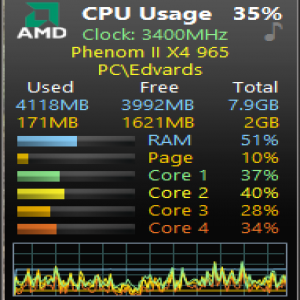 AMD CPU Usage 35%
Clock: 3400MHz
Phenom II X4 965
PC\Edvards
Used Free Total
4118MB 3992MB 7.9GB
171MB 1621MB 2GB
RAM 51%
Page 10%
Core 1 37%
Core 2 40%
Core 3 28%
Core 4 34%